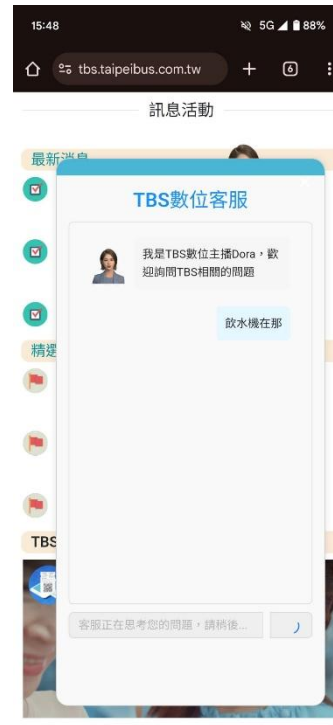 15:48
5G 88%
tbs.taipeibus.com.tw
6
訊息活動
最新消息
TBS數位客服
我是TBS數位主播Dora，歡
迎詢問TBS相關的問題
飲水機在那
精選
TBS
客服正在思考您的問題，請稍後...